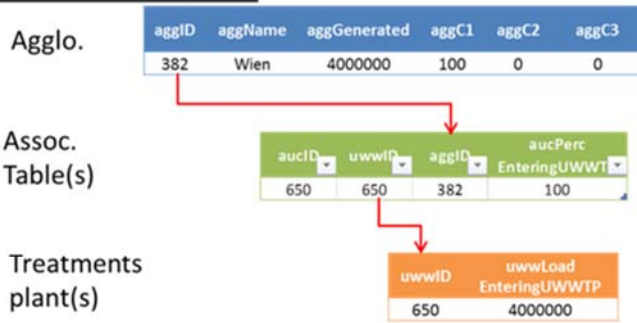 Agglo.
aggID aggName aggGenerated aggC1 aggC2 aggC3
382 Wien 4000000 100 0 0
Assoc.
Table(s)
aucID uwwID aggID aucPerc
EnteringUWWT
650 650 382 100
Treatments
plant(s)
uwwID uwwLoad
EnteringUWWTP
650 4000000